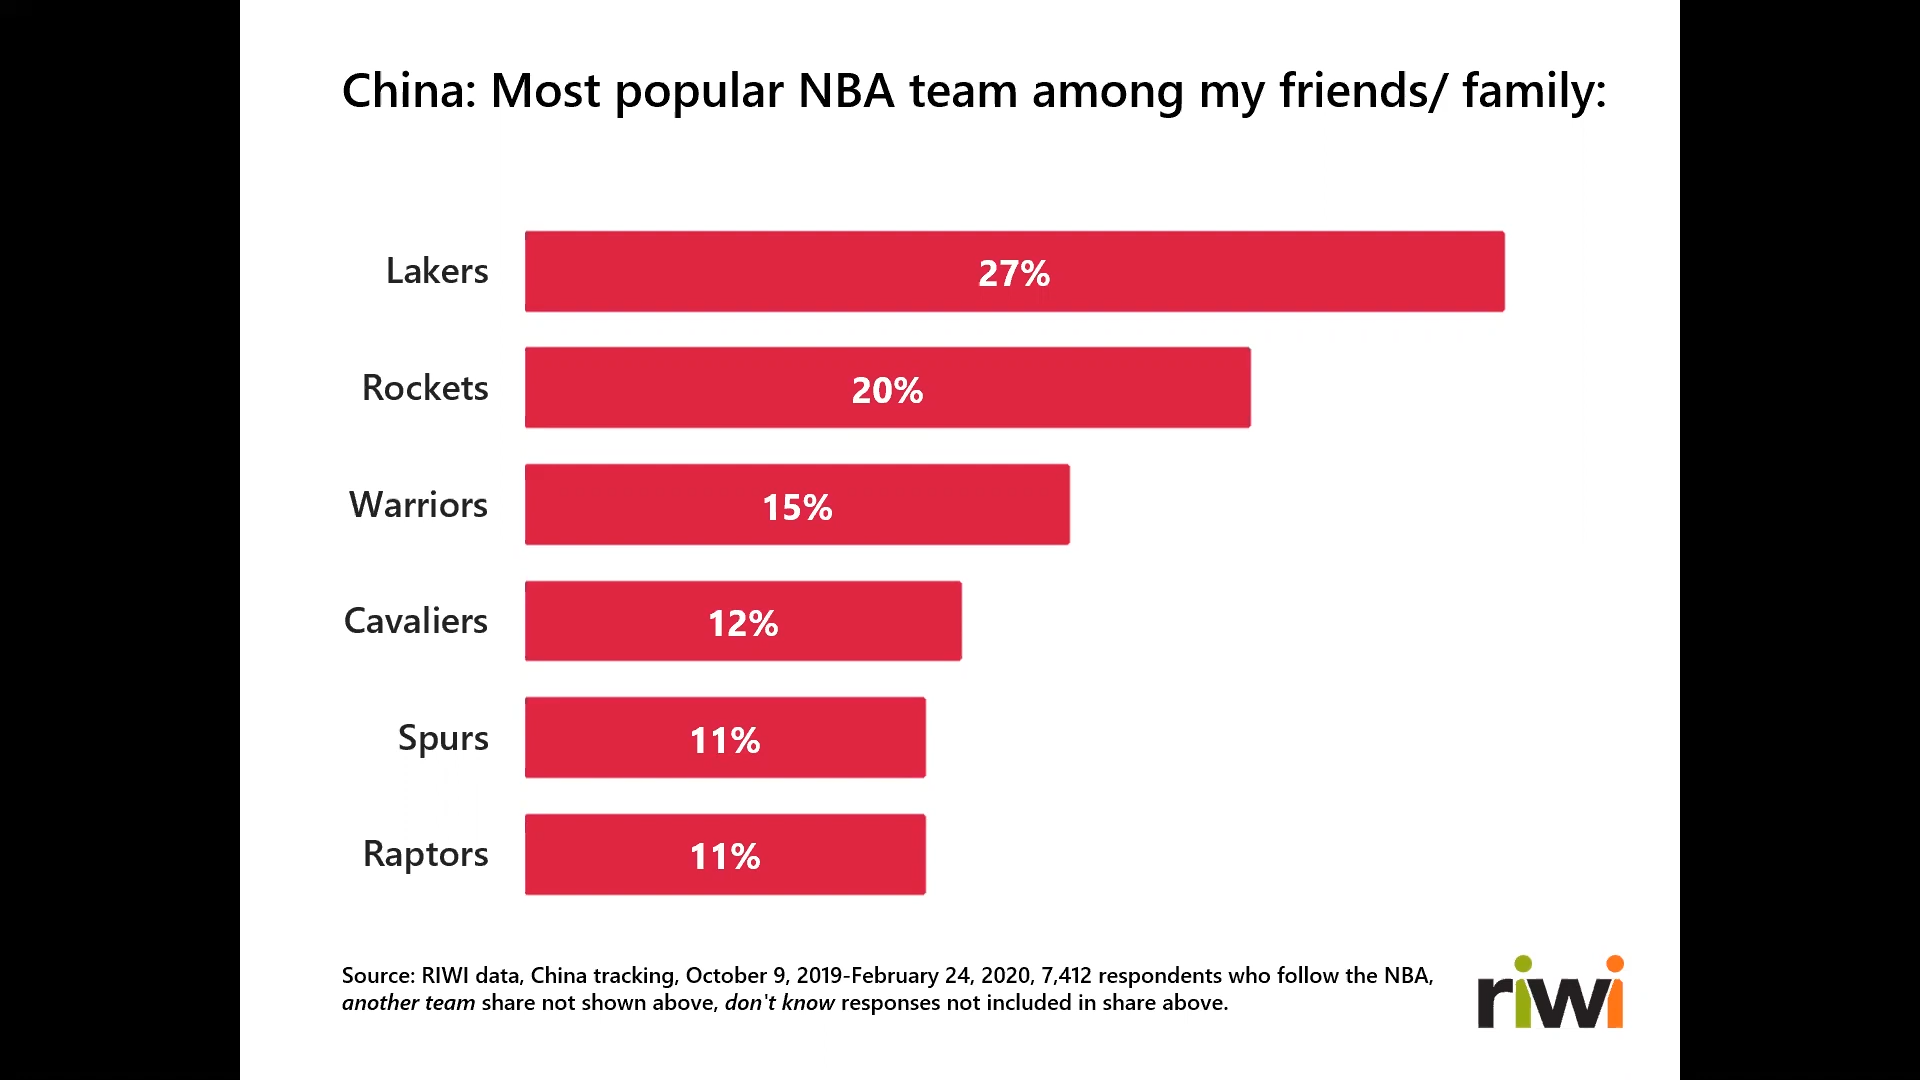 China: Most popular NBA team among my friends/ family:
Lakers 27%
Rockets 20%
Warriors 15%
Cavaliers 12%
Spurs 11%
Raptors 11%
Source: RIWI data, China tracking, October 9, 2019-February 24, 2020, 7,412 respondents who follow the NBA,
another team share not shown above, don't know responses not included in share above.
riwi